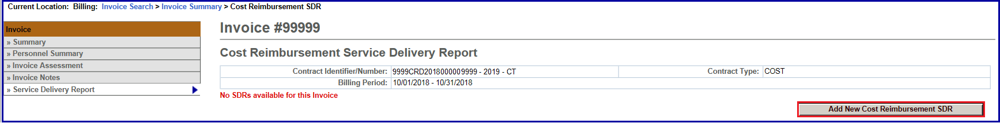 Current Location: Billing: Invoice Search > Invoice Summary > Cost Reimbursement SDR
Invoice
» Summary
» Personnel Summary
» Invoice Assessment
» Invoice Notes
» Service Delivery Report
Invoice #99999
Cost Reimbursement Service Delivery Report
Contract Identifier/Number: 9999CRD2018000009999 - 2019 - CT Contract Type: COST
Billing Period: 10/01/2018 - 10/31/2018
No SDRs available for this Invoice
Add New Cost Reimbursement SDR